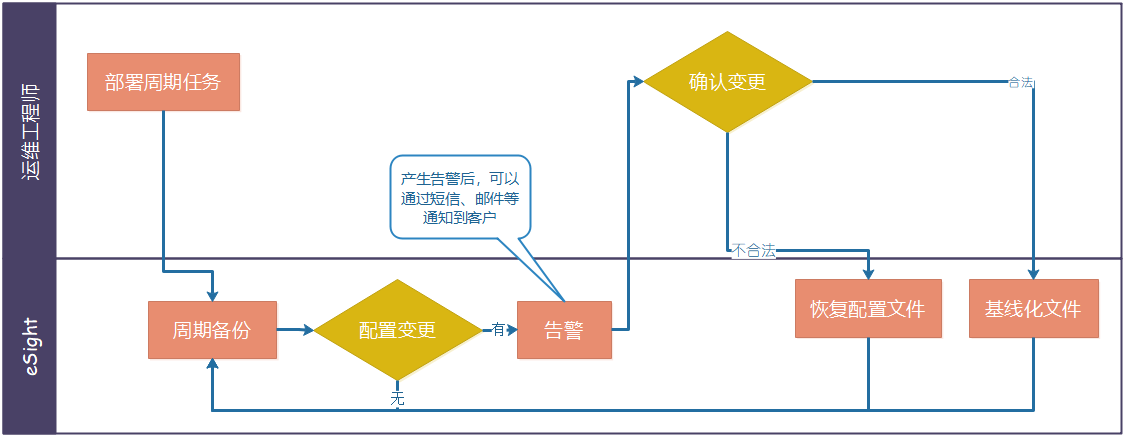 运维工程师
部署周期任务
确认变更
合法
产生告警后，可以
通过短信、邮件等
通知到客户
不合法
eSight
周期备份
配置变更
有
告警
恢复配置文件
基线化文件
无